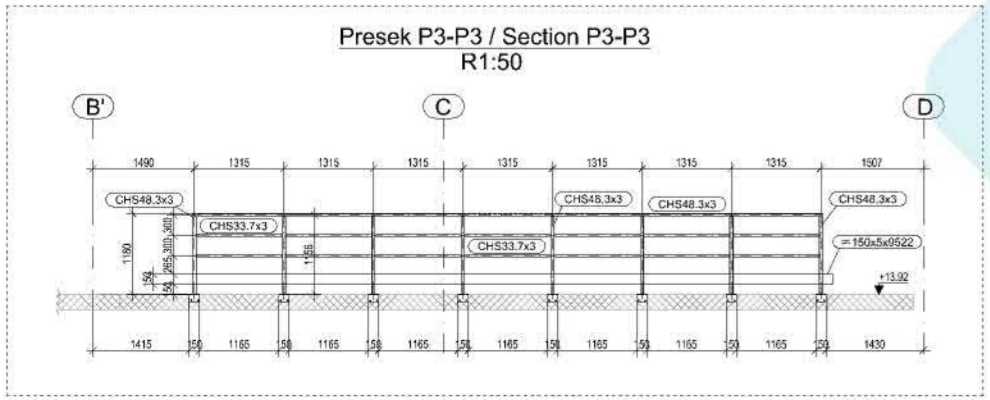 Presek P3-P3 / Section P3-P3
R1:50
B'
C
D
1490 1315 1315 1315 1315 1315 1315 1315 1507
CHS48.3x3 CHS48.3x3 CHS48.3x3 CHS48.3x3
CHS33.7x3
CHS33.7x3
=150x5x9522
1180
300
300
265
150
150
1156
+13.92
1415 150 1165 150 1165 150 1165 150 1165 150 1165 150 1165 150 1165 150 1430